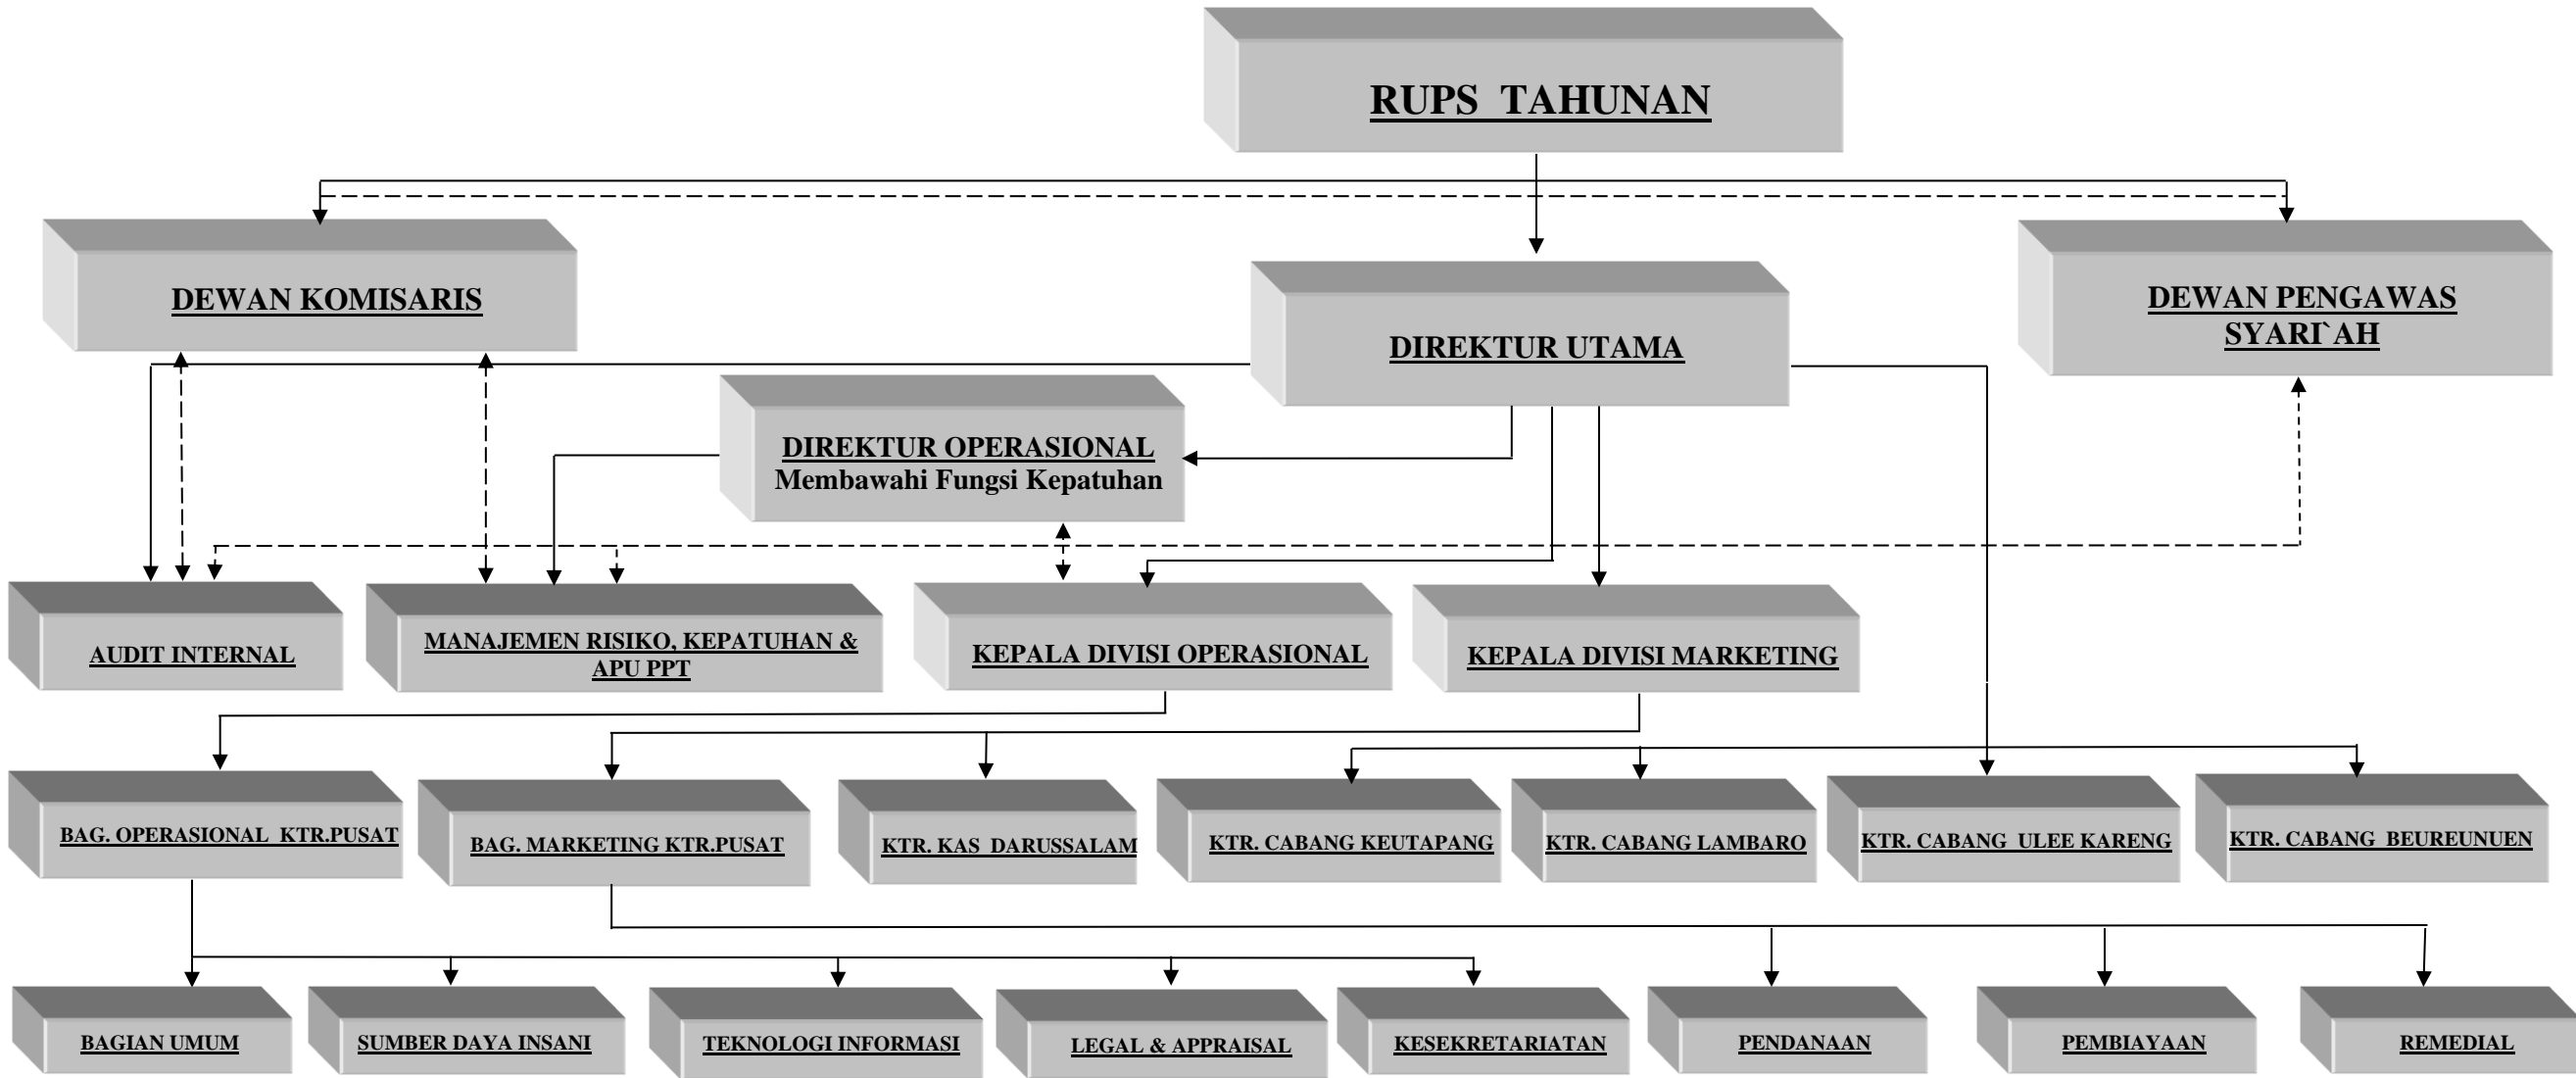 RUPS TAHUNAN
DEWAN KOMISARIS
DIREKTUR UTAMA
DEWAN PENGAWAS
SYARI`AH
DIREKTUR OPERASIONAL
Membawahi Fungsi Kepatuhan
AUDIT INTERNAL
MANAJEMEN RISIKO, KEPATUHAN &
APU PPT
KEPALA DIVISI OPERASIONAL
KEPALA DIVISI MARKETING
BAG. OPERASIONAL KTR.PUSAT
BAG. MARKETING KTR.PUSAT
KTR. KAS DARUSSALAM
KTR. CABANG KEUTAPANG
KTR. CABANG LAMBARO
KTR. CABANG ULEE KARENG
KTR. CABANG BEUREUNUEN
BAGIAN UMUM
SUMBER DAYA INSANI
TEKNOLOGI INFORMASI
LEGAL & APPRAISAL
KESEKRETARIATAN
PENDANAAN
PEMBIAYAAN
REMEDIAL